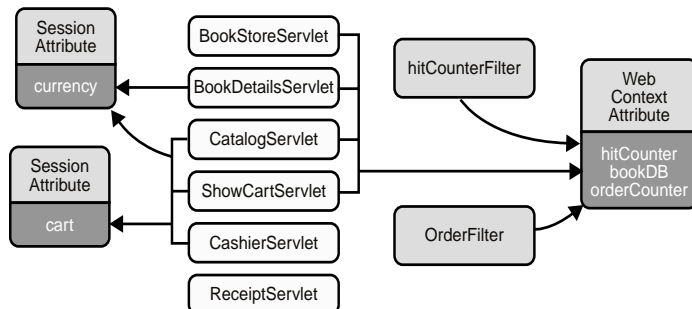 Session
Attribute
currency
Session
Attribute
cart
BookStoreServlet
BookDetailsServlet
CatalogServlet
ShowCartServlet
CashierServlet
ReceiptServlet
hitCounterFilter
OrderFilter
Web
Context
Attribute
hitCounter
bookDB
orderCounter